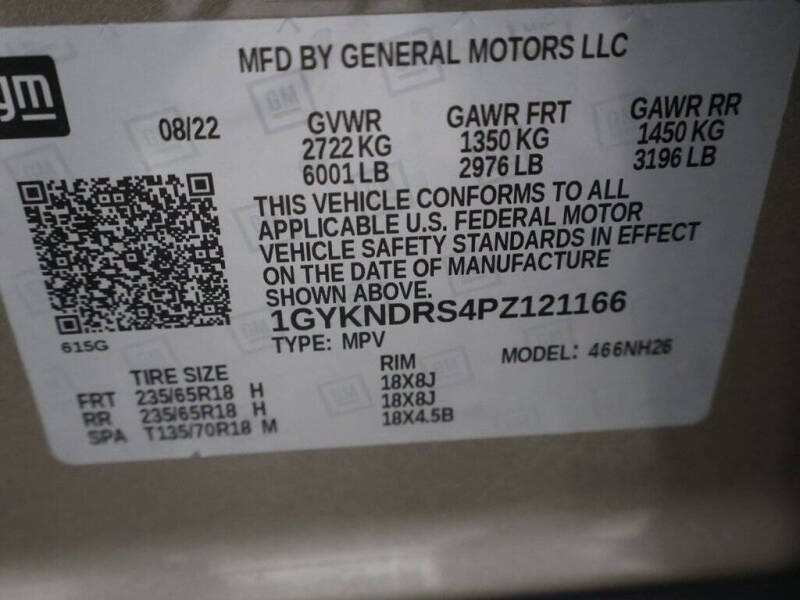 MFD BY GENERAL MOTORS LLC
gm
08/22
GVWR
2722 KG
6001 LB
GAWR FRT
1350 KG
2976 LB
GAWR RR
1450 KG
3196 LB
THIS VEHICLE CONFORMS TO ALL
APPLICABLE U.S. FEDERAL MOTOR
VEHICLE SAFETY STANDARDS IN EFFECT
ON THE DATE OF MANUFACTURE
SHOWN ABOVE.
1GYKNDRS4PZ121166
TYPE: MPV
MODEL: 466NH26
615G
TIRE SIZE
RIM
FRT 235/65R18 H 18X8J
RR 235/65R18 H 18X8J
SPA T135/70R18 M 18X4.5B